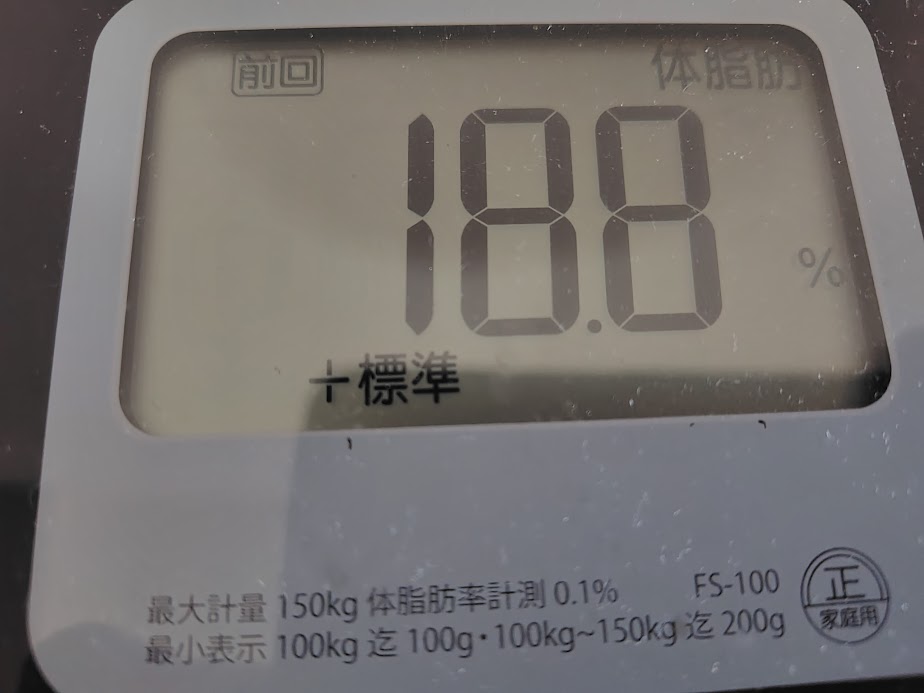 前回 体脂肪
18.8 %
+標準
最大計量 150kg 体脂肪率計測 0.1% FS-100
最小表示 100kg 迄 100g・100kg~150kg 迄 200g
正
家庭用